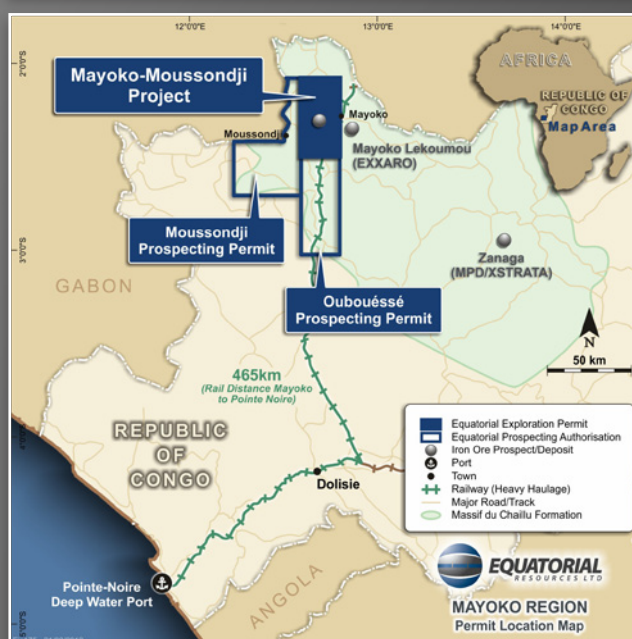 12°0'0"E
13°0'0"E
14°0'0"E
2°0'0"S
3°0'0"S
4°0'0"S
5°0'0"S
AFRICA
REPUBLIC OF
CONGO
Map Area
Mayoko-Moussondji
Project
Mayoko
Moussondji
Mayoko Lekoumou
(EXXARO)
Moussondji
Prospecting Permit
Zanaga
(MPD/XSTRATA)
GABON
Oubouéssé
Prospecting Permit
N
50 km
465km
(Rail Distance Mayoko
to Pointe Noire)
REPUBLIC
OF
CONGO
Dolisie
Equatorial Exploration Permit
Equatorial Prospecting Authorisation
Iron Ore Prospect/Deposit
Port
Town
Railway (Heavy Haulage)
Major Road/Track
Massif du Chaillu Formation
Pointe-Noire
Deep Water Port
ANGOLA
EQUATORIAL
RESOURCES LTD
MAYOKO REGION
Permit Location Map